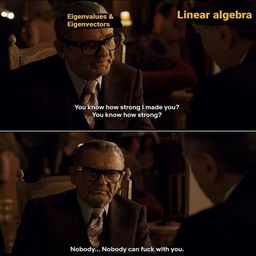 Eigenvalues &
Eigenvectors
Linear algebra
You know how strong I made you?
You know how strong?
Nobody... Nobody can fuck with you.